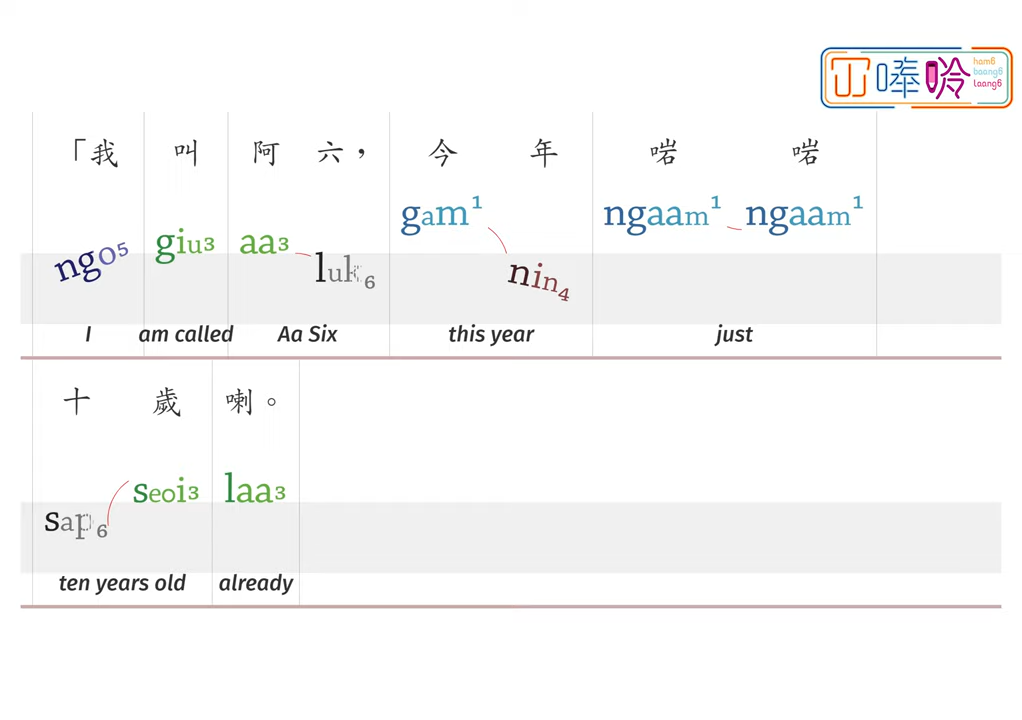 冚唪唥 ham6 baang6 laang6
「我 叫 阿 六， 今 年 啱 啱
ngo5 giu3 aa3 luk6 gam1 nin4 ngaam1 ngaam1
I am called Aa Six this year just
十 歲 喇。
sap6 seoi3 laa3
ten years old already